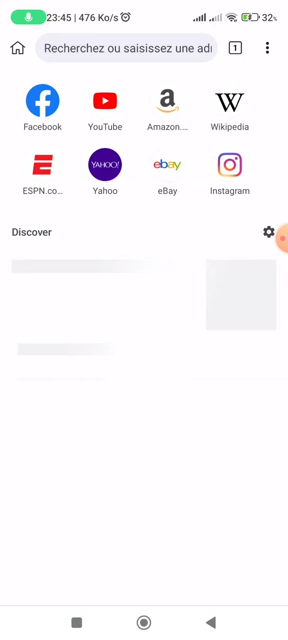 23:45 | 476 Ko/s
32%
Recherchez ou saisissez une adr
1
Facebook
YouTube
Amazon....
Wikipedia
YAHOO!
ebay
ESPN.co...
Yahoo
eBay
Instagram
Discover